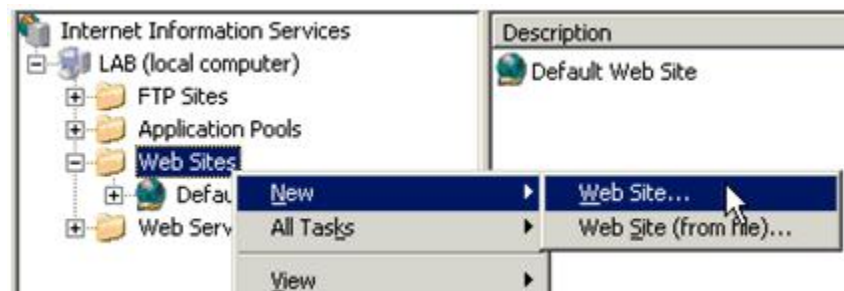 Internet Information Services
Description
LAB (local computer)
Default Web Site
FTP Sites
Application Pools
Web Sites
Defau
New
Web Site...
Web Serv
All Tasks
Web Site (from file)...
View